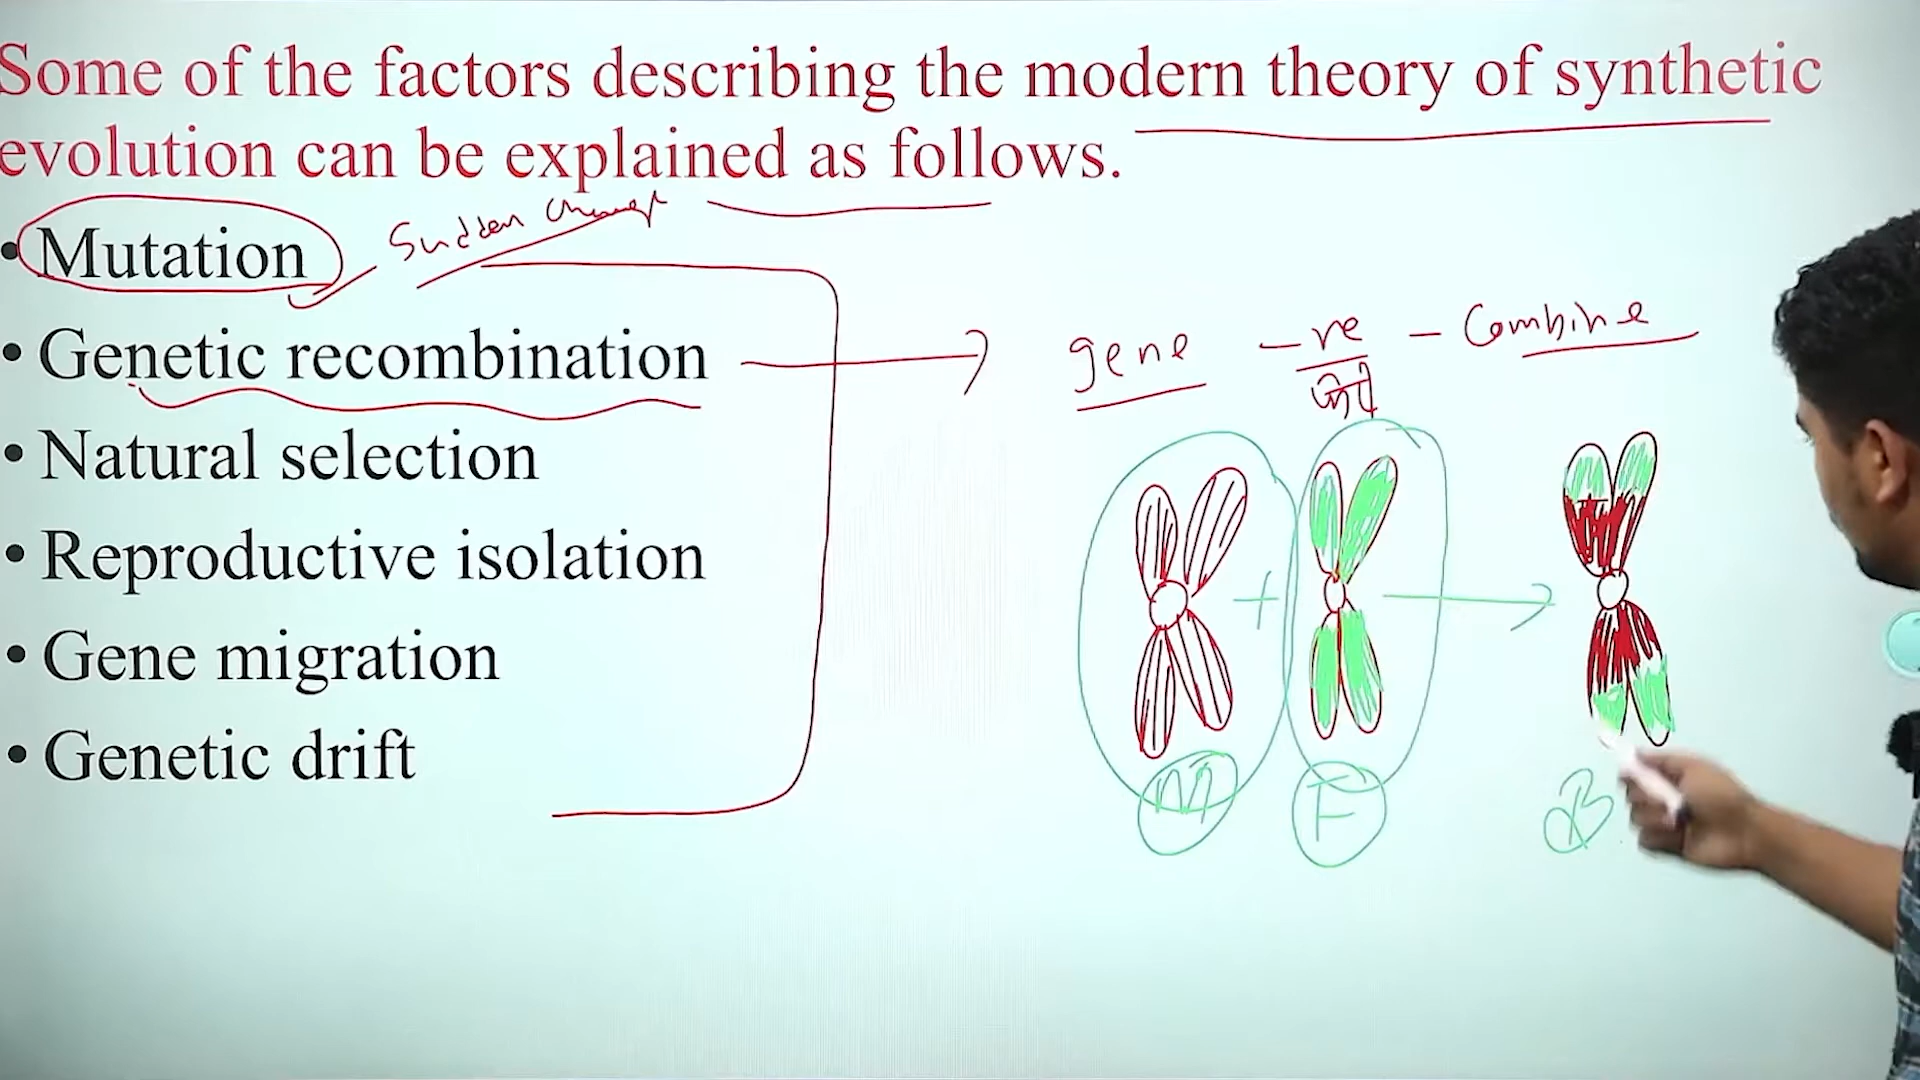 Some of the factors describing the modern theory of synthetic
evolution can be explained as follows.
• Mutation
Sudden change
• Genetic recombination
gene - re - Combine
• Natural selection
• Reproductive isolation
• Gene migration
• Genetic drift
M
F
B